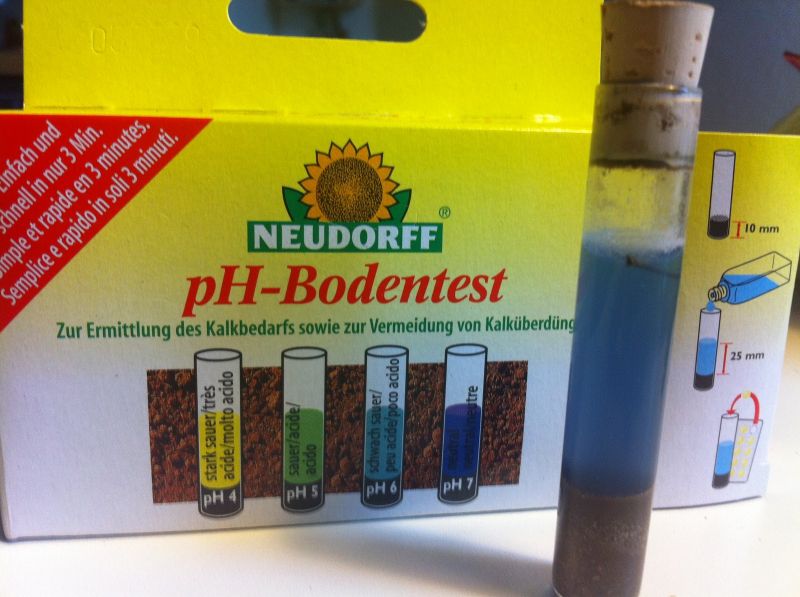 Einfach und
schnell in nur 3 Min.
Simple et rapide en 3 minutes.
Semplice e rapido in soli 3 minuti.
NEUDORFF®
pH-Bodentest
Zur Ermittlung des Kalkbedarfs sowie zur Vermeidung von Kalküberdüng
stark sauer/très
acide/molto acido
pH 4
sauer/acide/
acido
pH 5
schwach sauer/
peu acide/poco acido
pH 6
neutral
neutral/neutre
pH 7
10 mm
25 mm